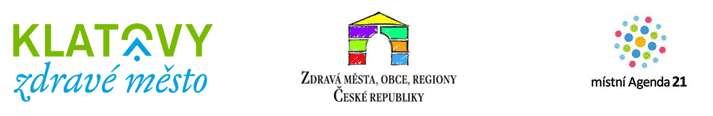 KLATOVY
zdravé město
ZDRAVÁ MĚSTA, OBCE, REGIONY
ČESKÉ REPUBLIKY
místní Agenda 21